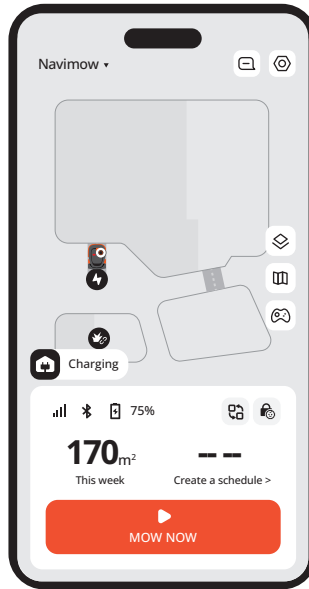 Navimow
Charging
75%
170m²
-- --
This week
Create a schedule >
MOW NOW